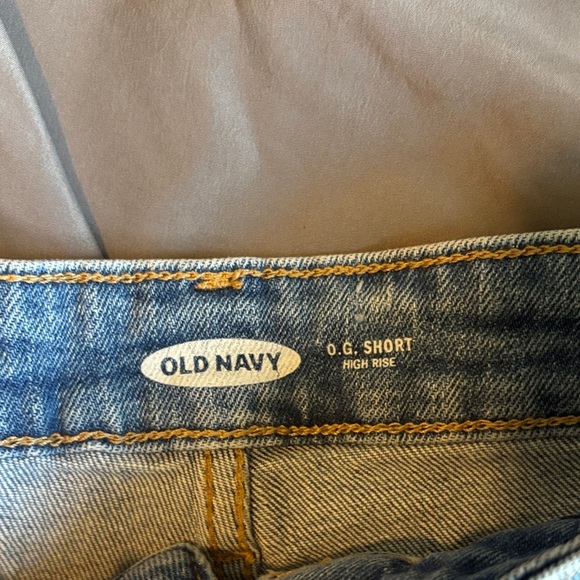 OLD NAVY
O.G. SHORT
HIGH RISE